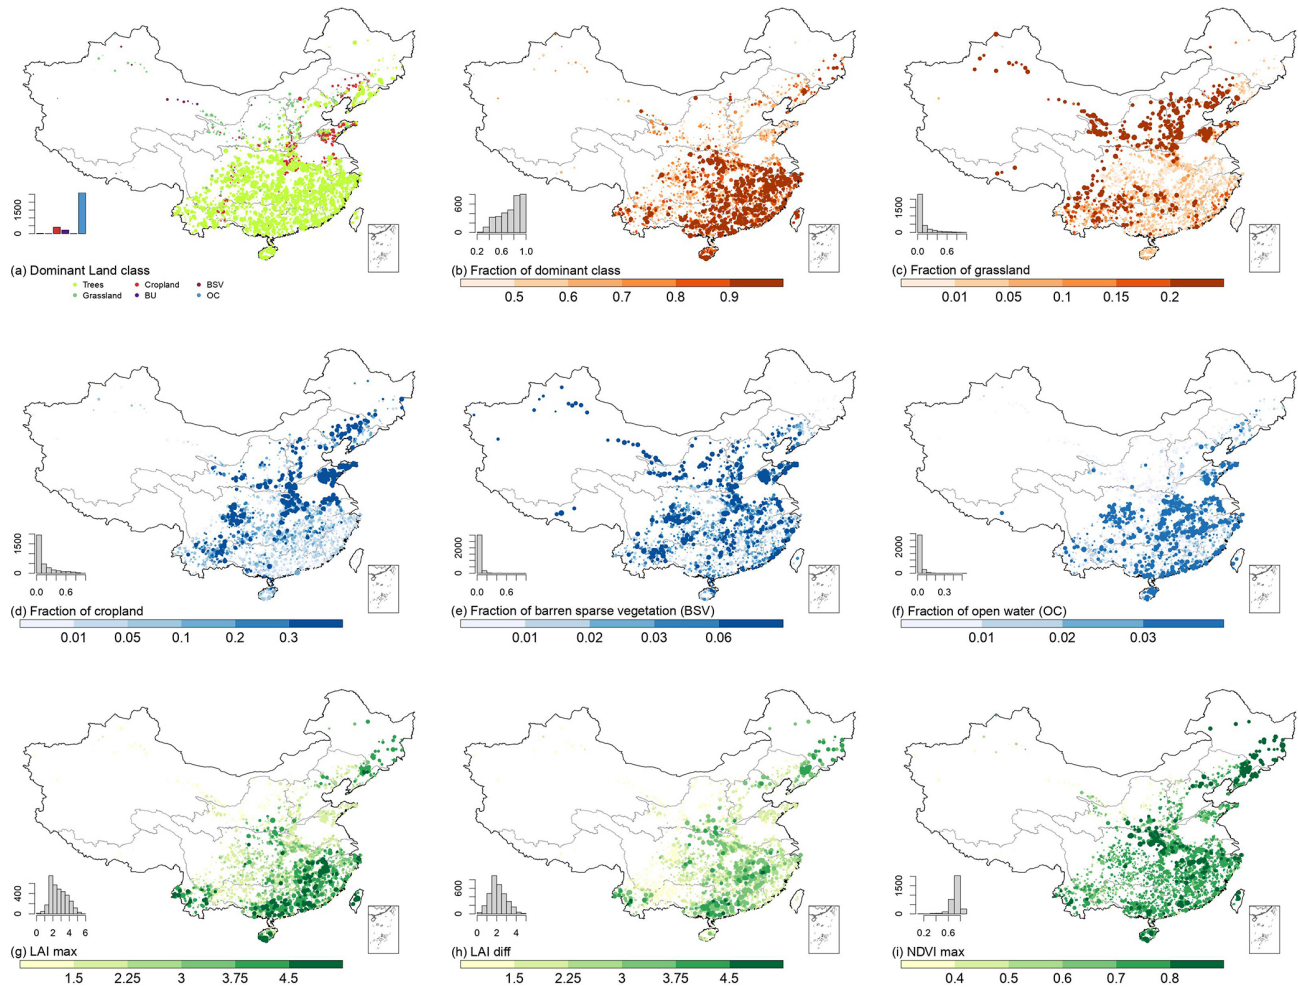 1500
0
(a) Dominant Land class
Trees
Cropland
BSV
Grassland
BU
OC
600
0
0.2 0.6 1.0
(b) Fraction of dominant class
0.5 0.6 0.7 0.8 0.9
1500
0
0.0 0.6
(c) Fraction of grassland
0.01 0.05 0.1 0.15 0.2
1500
0
0.0 0.6
(d) Fraction of cropland
0.01 0.05 0.1 0.2 0.3
2000
0
0.0 0.6
(e) Fraction of barren sparse vegetation (BSV)
0.01 0.02 0.03 0.06
2000
0
0.0 0.3
(f) Fraction of open water (OC)
0.01 0.02 0.03
400
0
0 2 4 6
(g) LAI max
1.5 2.25 3 3.75 4.5
600
0
0 2 4
(h) LAI diff
1.5 2.25 3 3.75 4.5
1500
0
0.2 0.6
(i) NDVI max
0.4 0.5 0.6 0.7 0.8